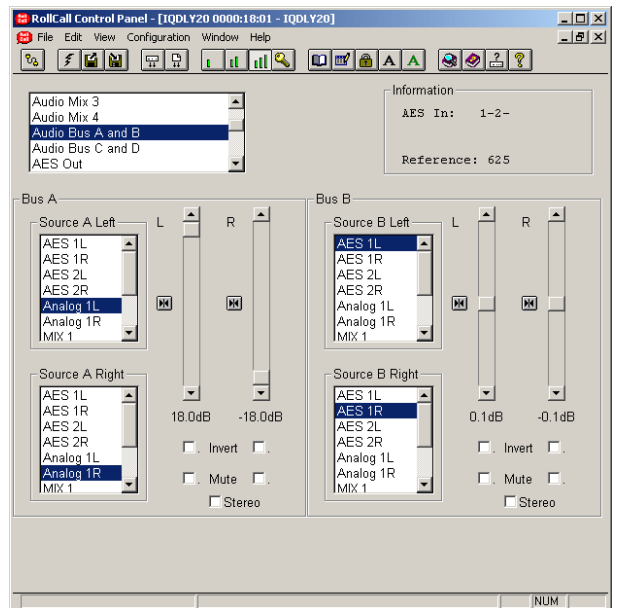 RollCall Control Panel - [IQDLY20 0000:18:01 - IQDLY20]
File Edit View Configuration Window Help
A A
Audio Mix 3
Audio Mix 4
Audio Bus A and B
Audio Bus C and D
AES Out
Information
AES In: 1-2-
Reference: 625
Bus A
Source A Left
L R
AES 1L
AES 1R
AES 2L
AES 2R
Analog 1L
Analog 1R
MIX 1
Source A Right
AES 1L
AES 1R
AES 2L
AES 2R
Analog 1L
Analog 1R
MIX 1
18.0dB -18.0dB
. Invert .
. Mute .
Stereo
Bus B
Source B Left
L R
AES 1L
AES 1R
AES 2L
AES 2R
Analog 1L
Analog 1R
MIX 1
Source B Right
AES 1L
AES 1R
AES 2L
AES 2R
Analog 1L
Analog 1R
MIX 1
0.1dB -0.1dB
. Invert .
. Mute .
Stereo
NUM